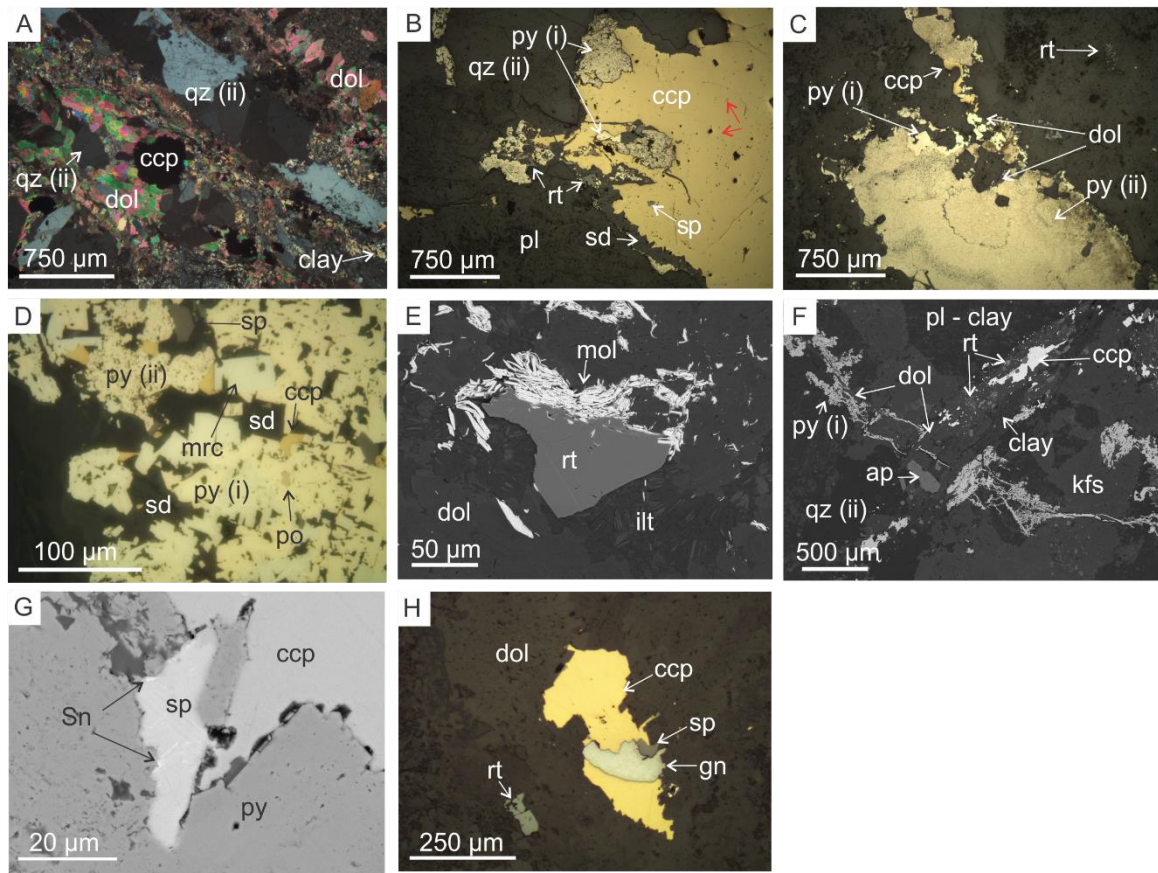 A
qz (ii)
dol
qz (ii)
ccp
dol
clay
750 µm
B
py (i)
qz (ii)
ccp
rt
sp
pl
sd
750 µm
C
rt
ccp
py (i)
dol
py (ii)
750 µm
D
sp
py (ii)
ccp
mrc
sd
py (i)
sd
po
100 µm
E
mol
rt
dol
ilt
50 µm
F
pl - clay
rt
ccp
dol
py (i)
clay
ap
kfs
qz (ii)
500 µm
G
ccp
Sn
sp
py
20 µm
H
dol
ccp
sp
gn
rt
250 µm